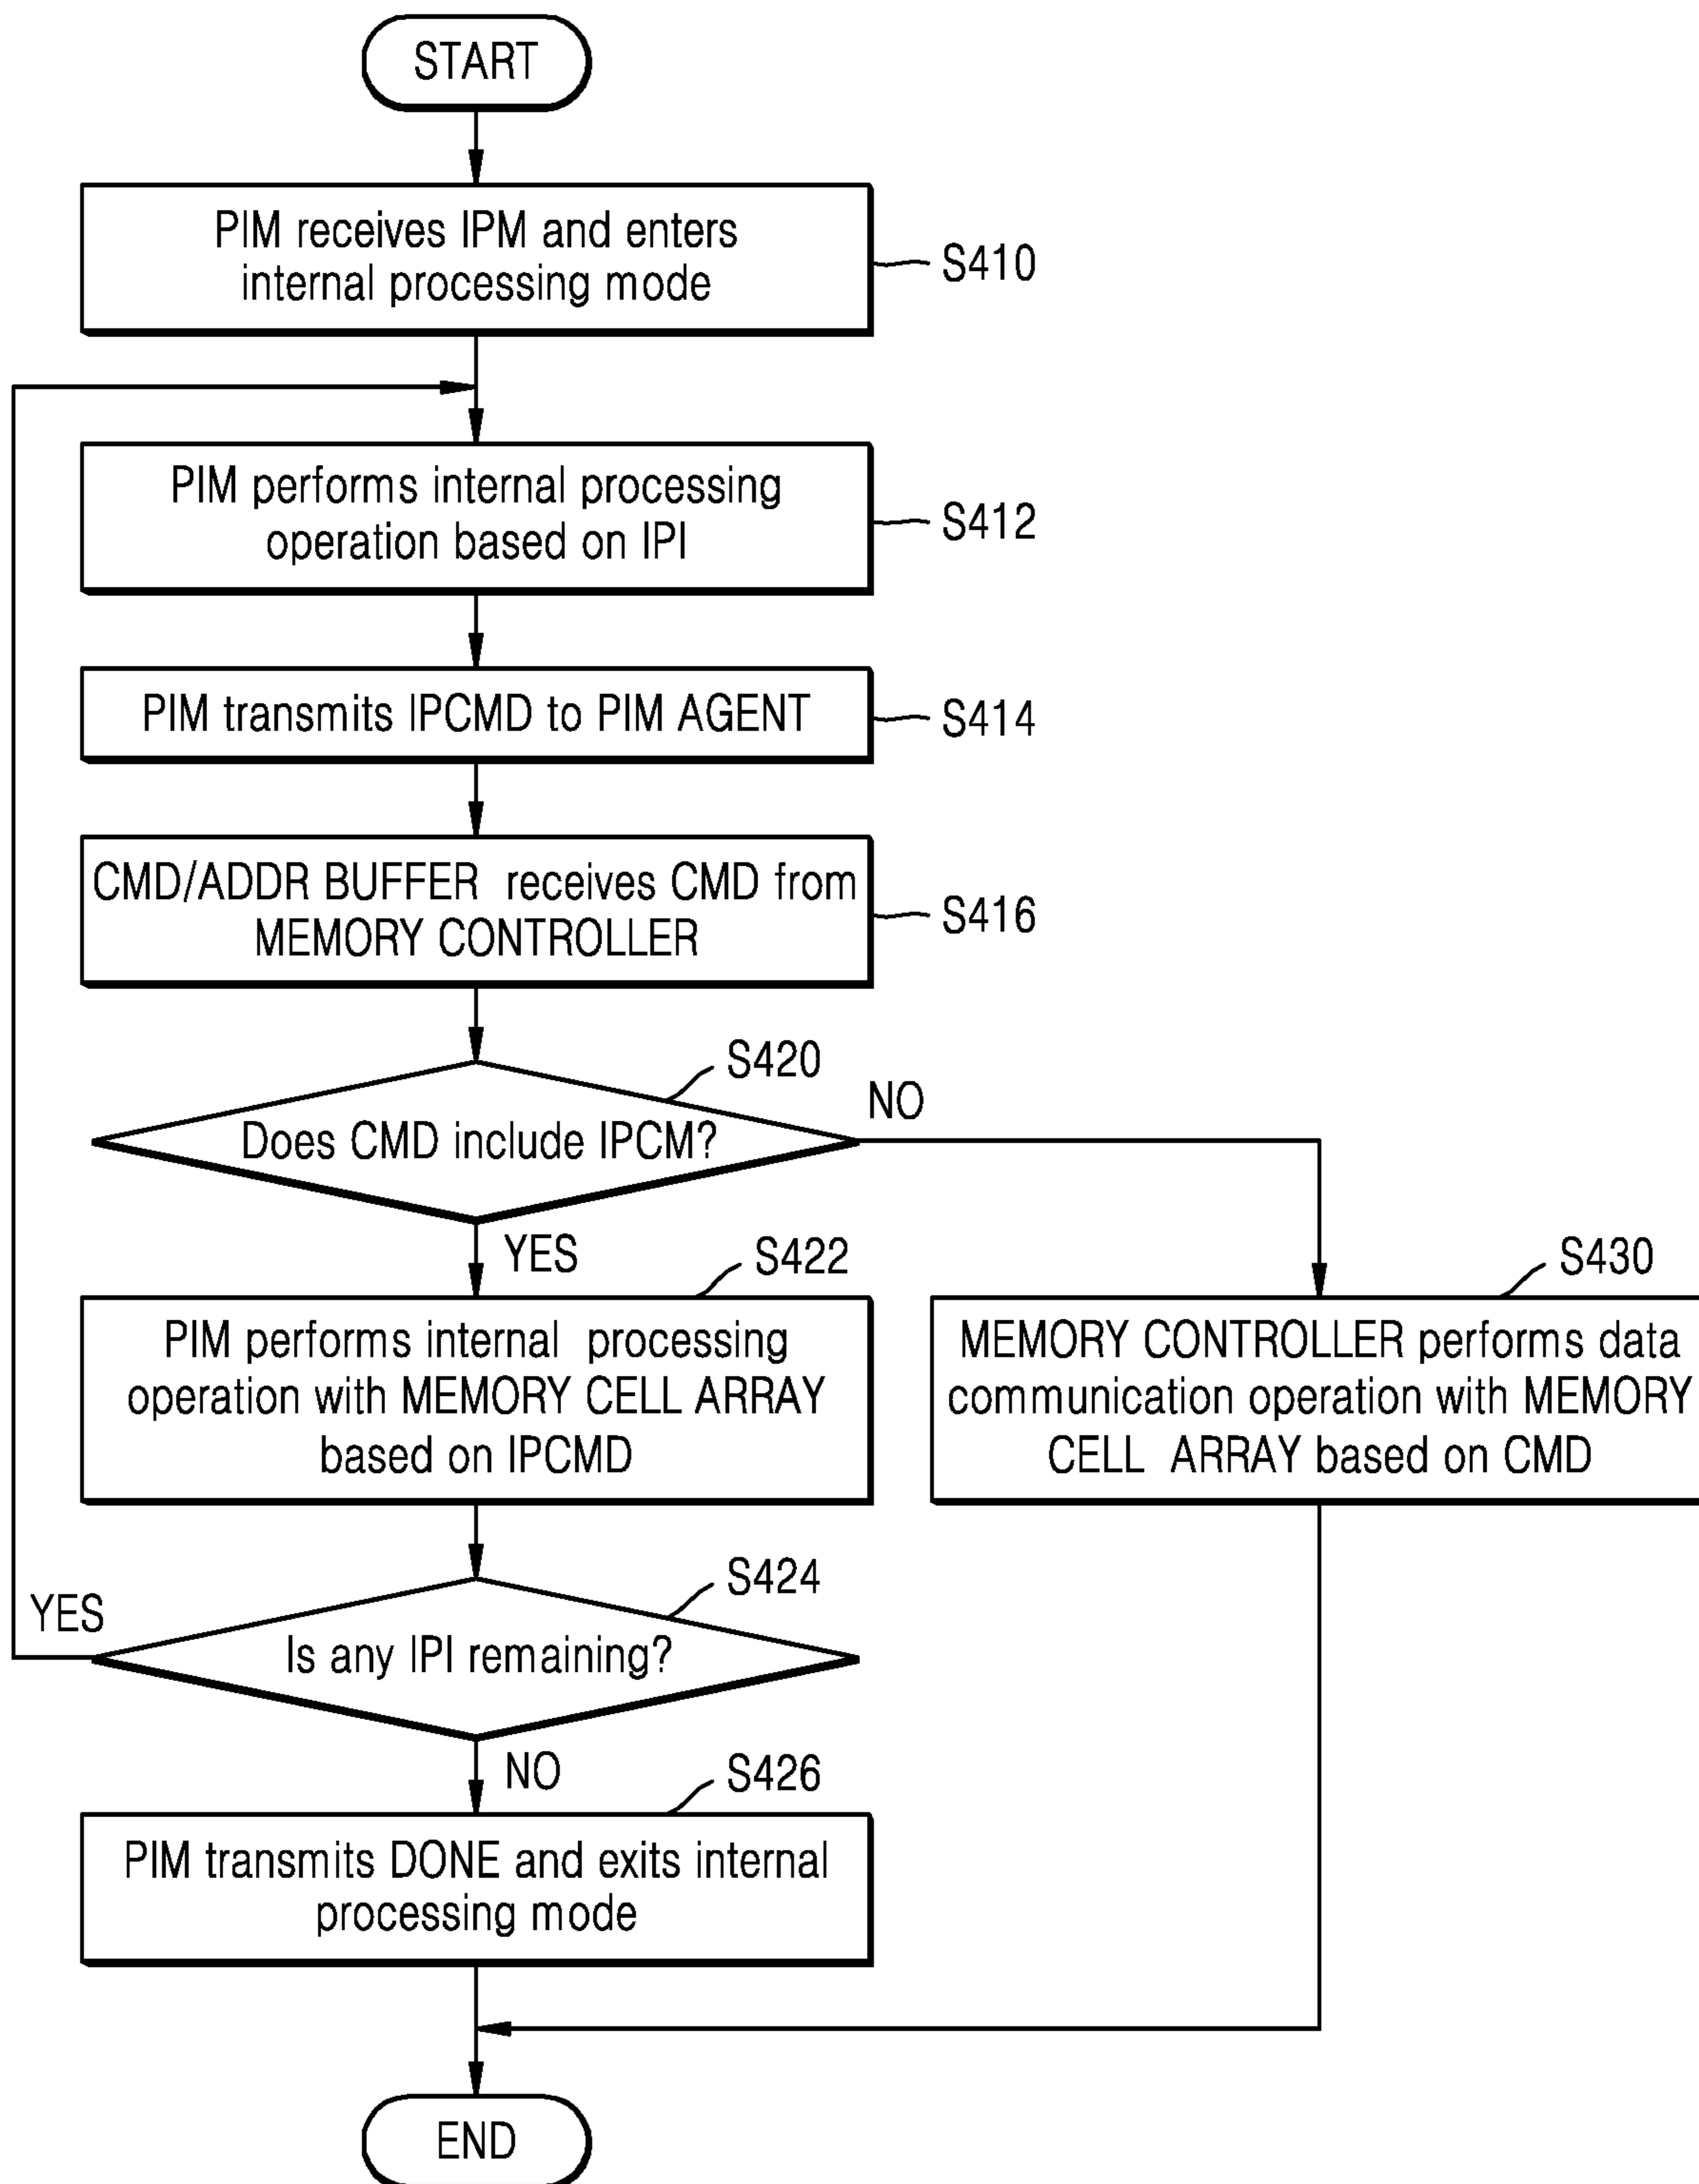 START
PIM receives IPM and enters
internal processing mode
S410
PIM performs internal processing
operation based on IPI
S412
PIM transmits IPCMD to PIM AGENT
S414
CMD/ADDR BUFFER receives CMD from
MEMORY CONTROLLER
S416
S420
Does CMD include IPCM?
NO
YES
S422
PIM performs internal processing
operation with MEMORY CELL ARRAY
based on IPCMD
S430
MEMORY CONTROLLER performs data
communication operation with MEMORY
CELL ARRAY based on CMD
S424
YES
Is any IPI remaining?
NO
S426
PIM transmits DONE and exits internal
processing mode
END